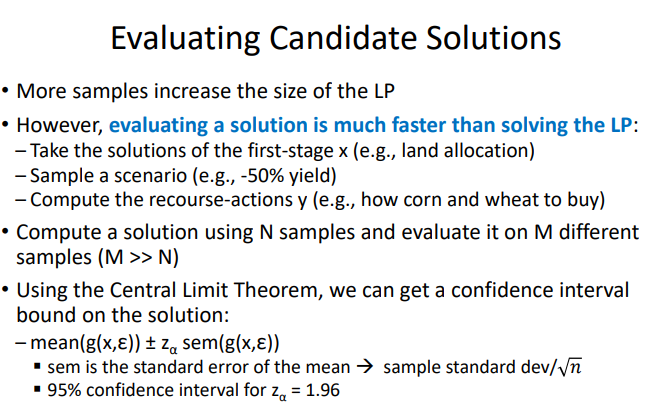 Evaluating Candidate Solutions
• More samples increase the size of the LP
• However, evaluating a solution is much faster than solving the LP:
– Take the solutions of the first-stage x (e.g., land allocation)
– Sample a scenario (e.g., -50% yield)
– Compute the recourse-actions y (e.g., how corn and wheat to buy)
• Compute a solution using N samples and evaluate it on M different
samples (M >> N)
• Using the Central Limit Theorem, we can get a confidence interval
bound on the solution:
– mean(g(x,ε)) ± zα sem(g(x,ε))
▪ sem is the standard error of the mean → sample standard dev/√n
▪ 95% confidence interval for zα = 1.96